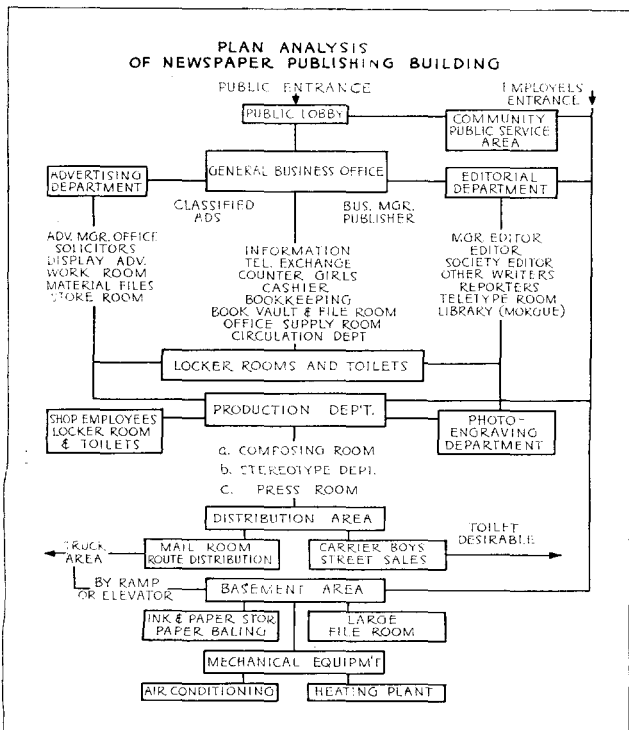 PLAN ANALYSIS
OF NEWSPAPER PUBLISHING BUILDING
PUBLIC ENTRANCE
EMPLOYEES
ENTRANCE
PUBLIC LOBBY
COMMUNITY
PUBLIC SERVICE
AREA
ADVERTISING
DEPARTMENT
GENERAL BUSINESS OFFICE
EDITORIAL
DEPARTMENT
CLASSIFIED
ADS
BUS. MGR.
PUBLISHER
ADV. MGR. OFFICE
SOLICITORS
DISPLAY ADV.
WORK ROOM
MATERIAL FILES
STORE ROOM
INFORMATION
TEL. EXCHANGE
COUNTER GIRLS
CASHIER
BOOKKEEPING
BOOK VAULT & FILE ROOM
OFFICE SUPPLY ROOM
CIRCULATION DEPT
MGR. EDITOR
EDITOR
SOCIETY EDITOR
OTHER WRITERS
REPORTERS
TELETYPE ROOM
LIBRARY (MORGUE)
LOCKER ROOMS AND TOILETS
SHOP EMPLOYEES
LOCKER ROOM
& TOILETS
PRODUCTION DEP'T.
PHOTO-
ENGRAVING
DEPARTMENT
a. COMPOSING ROOM
b. STEREOTYPE DEPT.
c. PRESS ROOM
DISTRIBUTION AREA
TRUCK
AREA
MAIL ROOM
ROUTE DISTRIBUTION
CARRIER BOYS
STREET SALES
TOILET
DESIRABLE
BY RAMP
OR ELEVATOR
BASEMENT AREA
INK & PAPER STOR.
PAPER BALING
LARGE
FILE ROOM
MECHANICAL EQUIPM'T
AIR CONDITIONING
HEATING PLANT